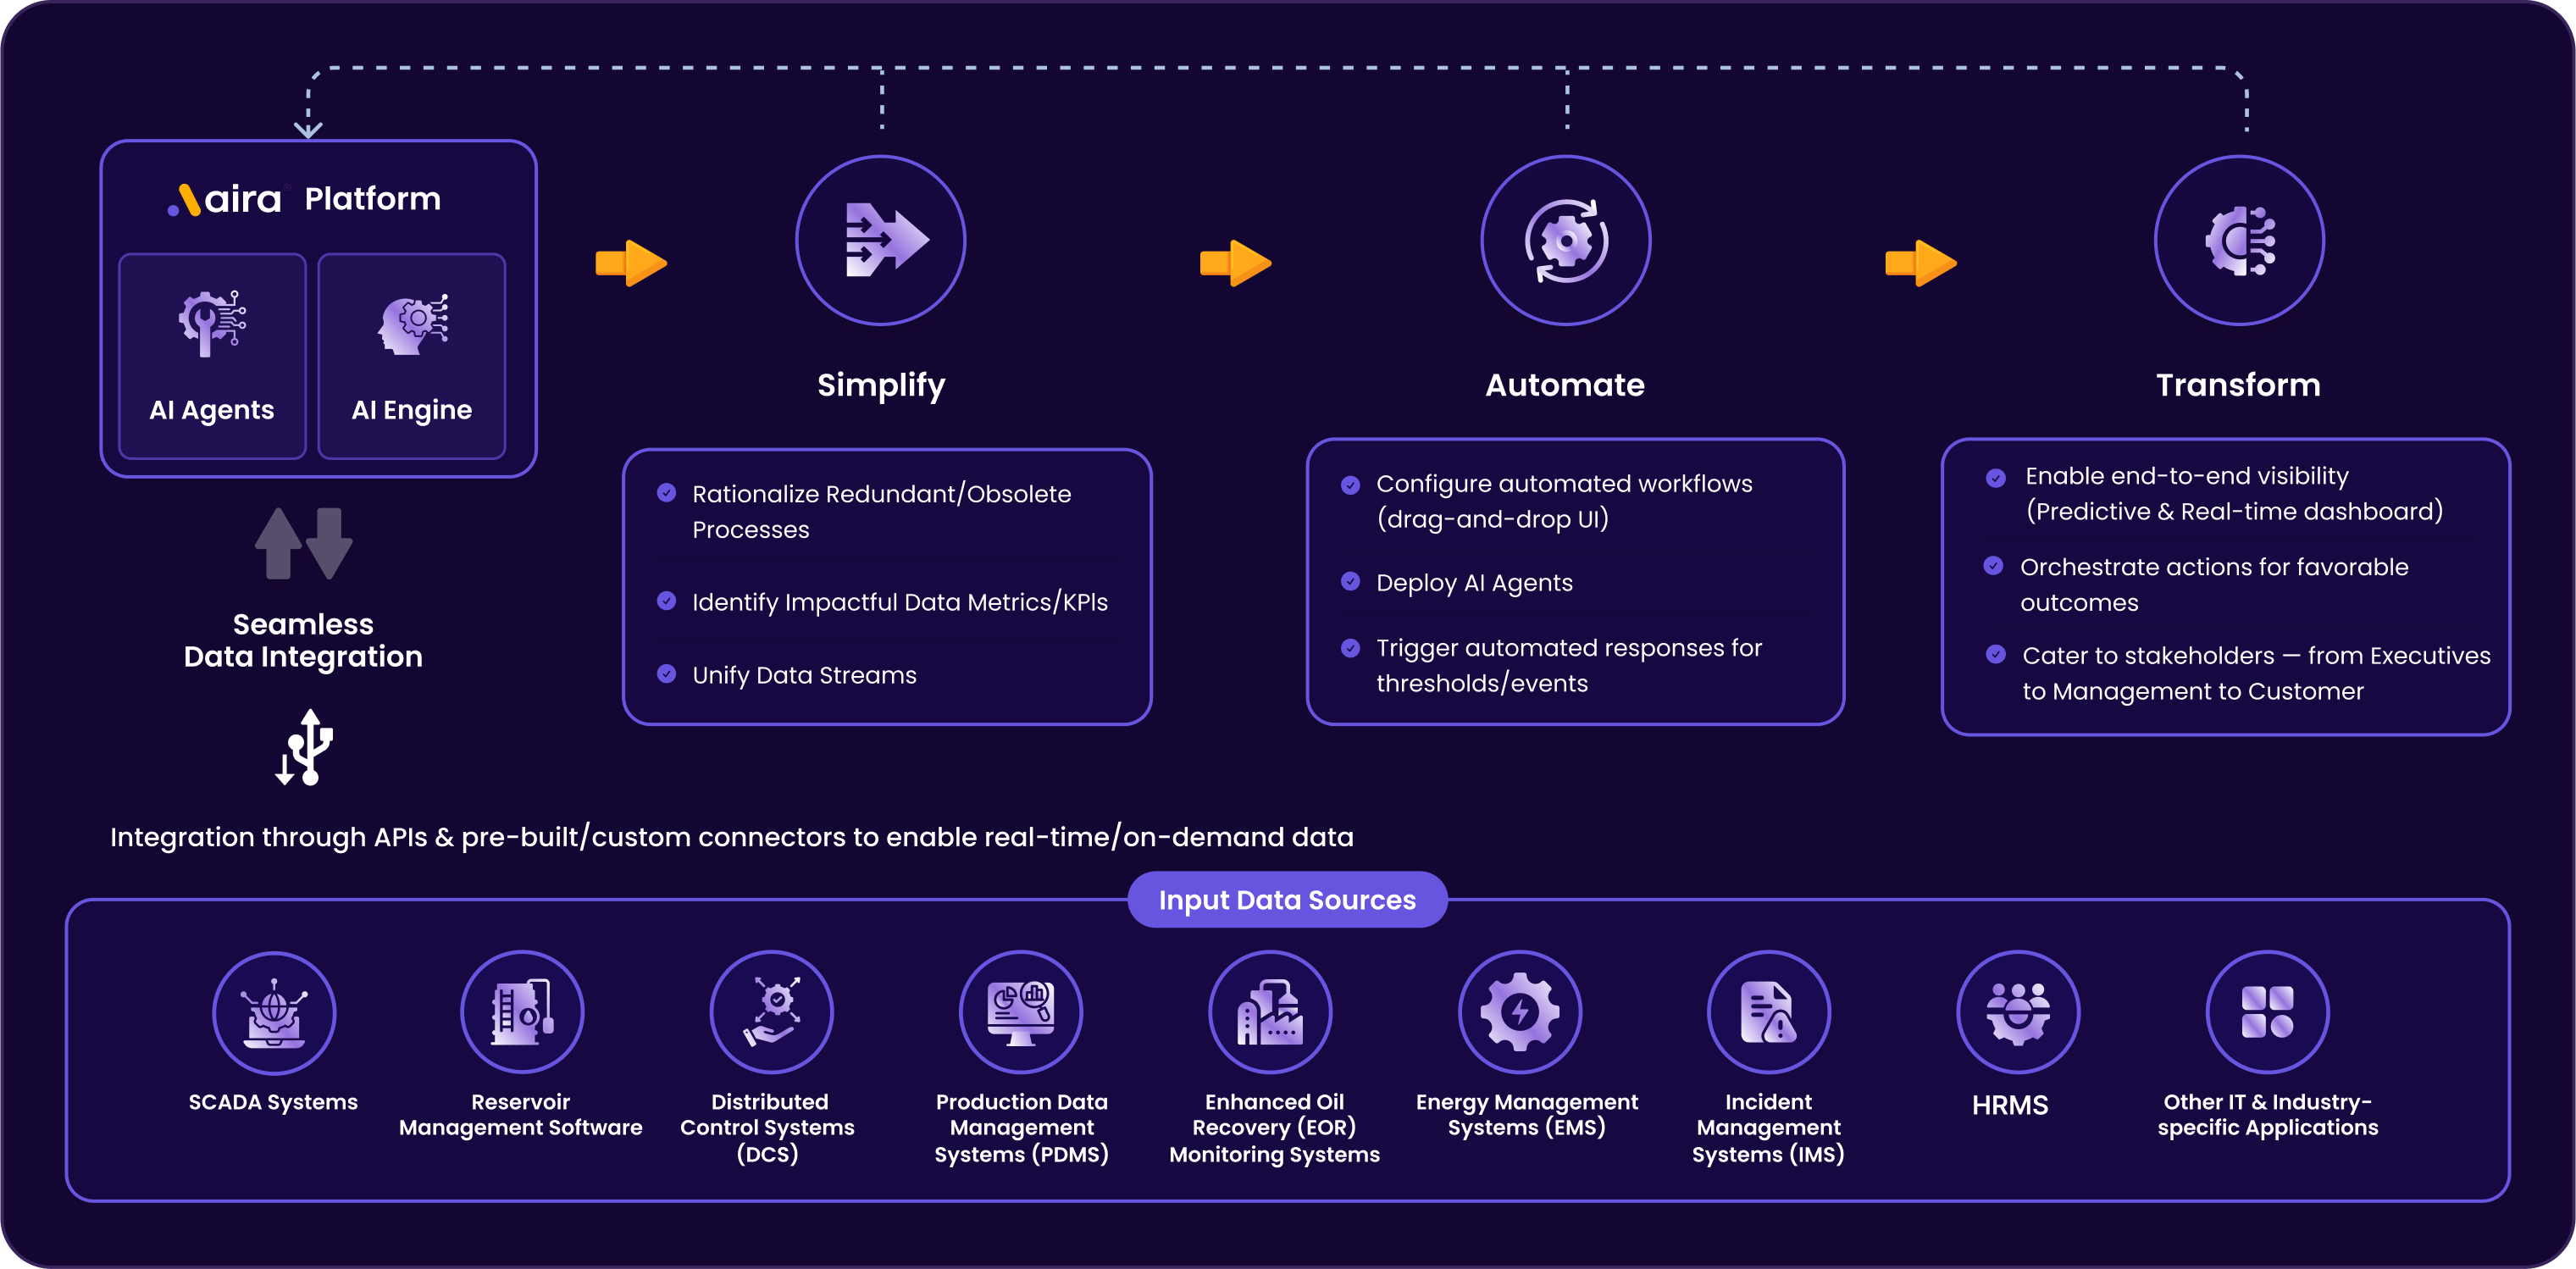 aira Platform
AI Agents
AI Engine
Seamless
Data Integration
Simplify
Rationalize Redundant/Obsolete
Processes
Identify Impactful Data Metrics/KPIs
Unify Data Streams
Automate
Configure automated workflows
(drag-and-drop UI)
Deploy AI Agents
Trigger automated responses for
thresholds/events
Transform
Enable end-to-end visibility
(Predictive & Real-time dashboard)
Orchestrate actions for favorable
outcomes
Cater to stakeholders — from Executives
to Management to Customer
Integration through APIs & pre-built/custom connectors to enable real-time/on-demand data
Input Data Sources
SCADA Systems
Reservoir
Management Software
Distributed
Control Systems
(DCS)
Production Data
Management
Systems (PDMS)
Enhanced Oil
Recovery (EOR)
Monitoring Systems
Energy Management
Systems (EMS)
Incident
Management
Systems (IMS)
HRMS
Other IT & Industry-
specific Applications